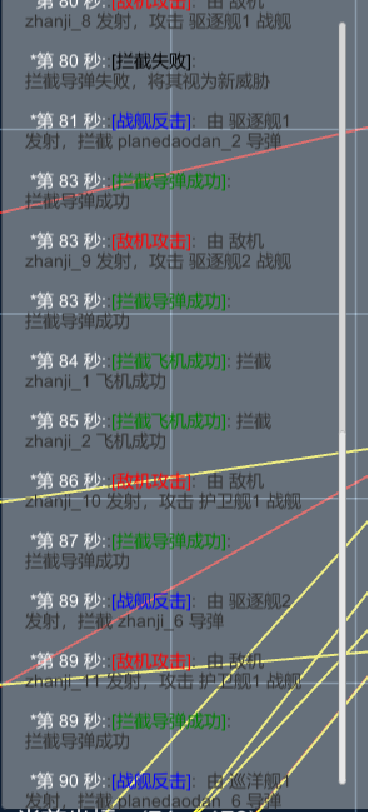 *第 80 秒::[敌机攻击]: 由 敌机
zhanji_8 发射，攻击 驱逐舰1 战舰
*第 80 秒::[拦截失败]:
拦截导弹失败，将其视为新威胁
*第 81 秒::[战舰反击]: 由 驱逐舰1
发射，拦截 planedaodan_2 导弹
*第 83 秒::[拦截导弹成功]:
拦截导弹成功
*第 83 秒::[敌机攻击]: 由 敌机
zhanji_9 发射，攻击 驱逐舰2 战舰
*第 83 秒::[拦截导弹成功]:
拦截导弹成功
*第 84 秒::[拦截飞机成功]: 拦截
zhanji_1 飞机成功
*第 85 秒::[拦截飞机成功]: 拦截
zhanji_2 飞机成功
*第 86 秒::[敌机攻击]: 由 敌机
zhanji_10 发射，攻击 护卫舰1 战舰
*第 87 秒::[拦截导弹成功]:
拦截导弹成功
*第 89 秒::[战舰反击]: 由 驱逐舰2
发射，拦截 zhanji_6 导弹
*第 89 秒::[敌机攻击]: 由 敌机
zhanji_11 发射，攻击 护卫舰1 战舰
*第 89 秒::[拦截导弹成功]:
拦截导弹成功
*第 90 秒::[战舰反击]: 由 巡洋舰1
发射，拦截 planedaodan_6 导弹